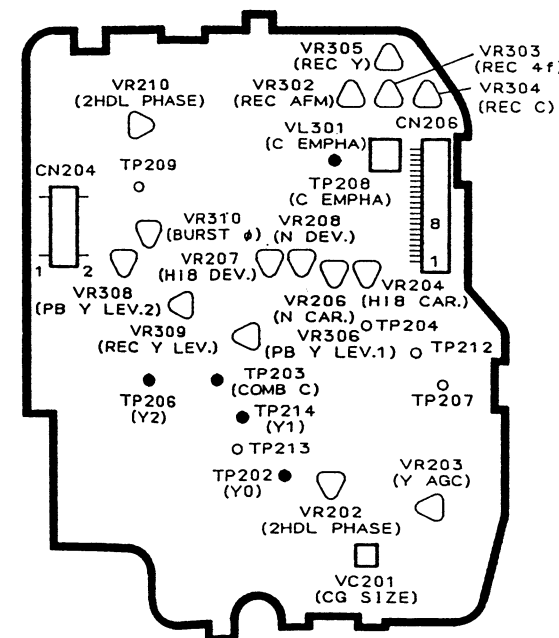 VR305
(REC Y)
VR303
(REC 4f)
VR210
(2HDL PHASE)
VR302
(REC AFM)
VR304
(REC C)
VL301
(C EMPHA)
CN206
CN204
TP209
TP208
(C EMPHA)
VR310
(BURST ø)
VR208
(N DEV.)
8
1
1
2
VR207
(HI8 DEV.)
VR308
(PB Y LEV.2)
VR206
(N CAR.)
VR204
(HI8 CAR.)
VR309
(REC Y LEV.)
VR306
(PB Y LEV.1)
TP204
TP212
TP206
(Y2)
TP203
(COMB C)
TP207
TP214
(Y1)
TP213
TP202
(Y0)
VR203
(Y AGC)
VR202
(2HDL PHASE)
VC201
(CG SIZE)